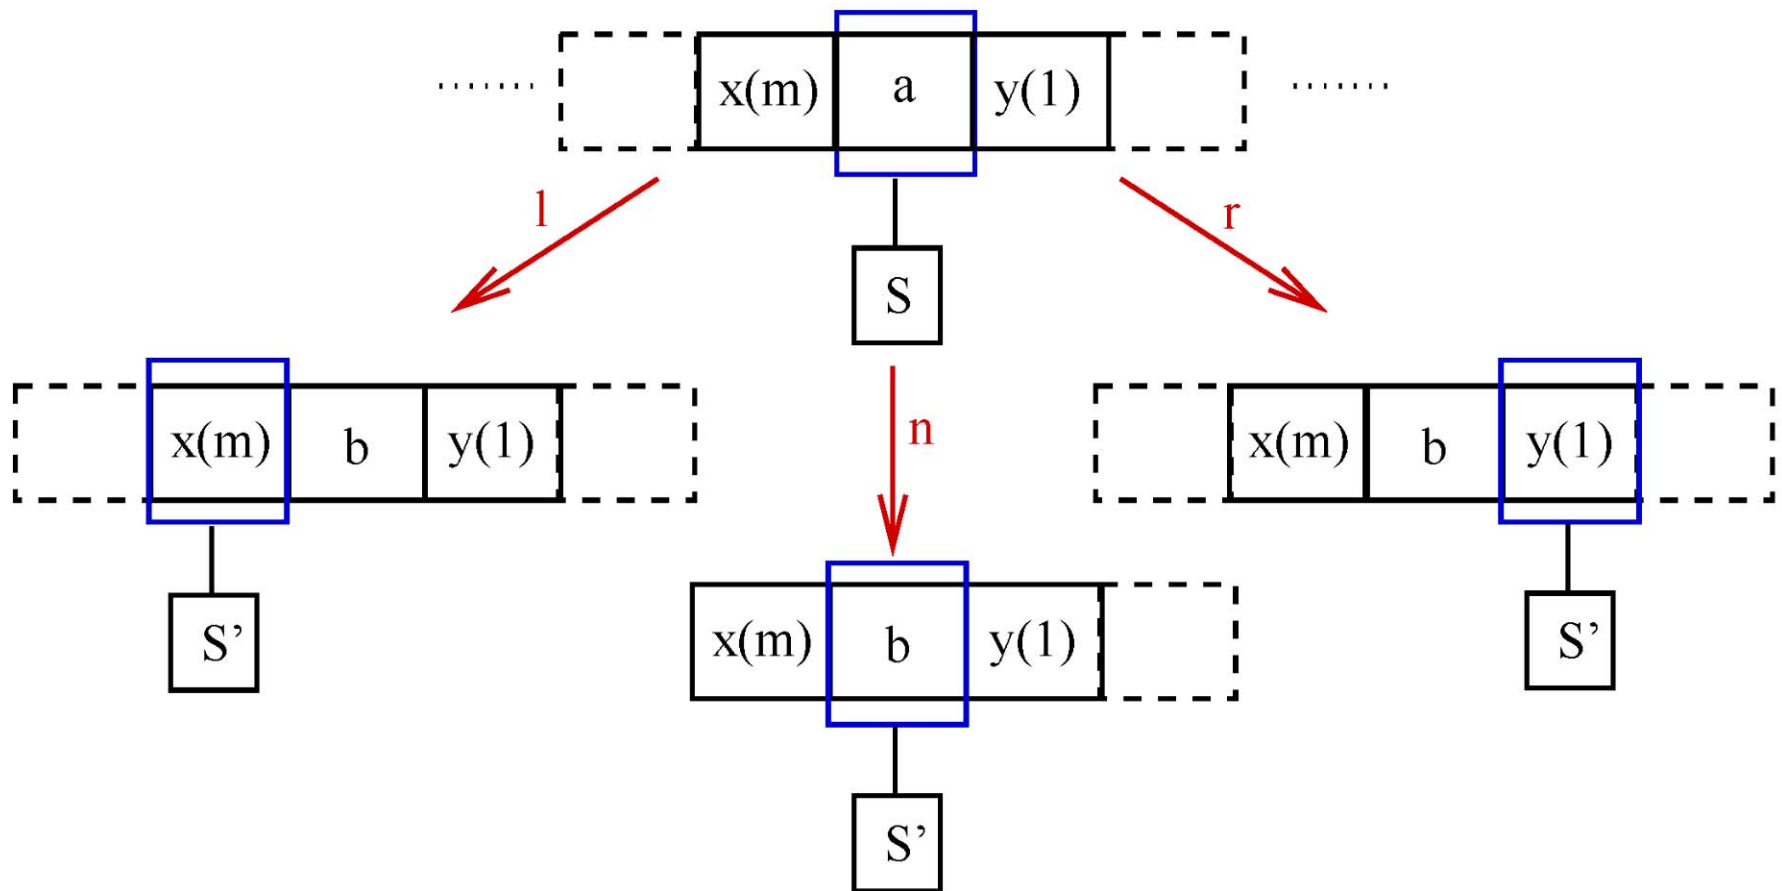 x(m) a y(1)
l
r
S
x(m) b y(1)
n
x(m) b y(1)
S’
x(m) b y(1)
S’
S’